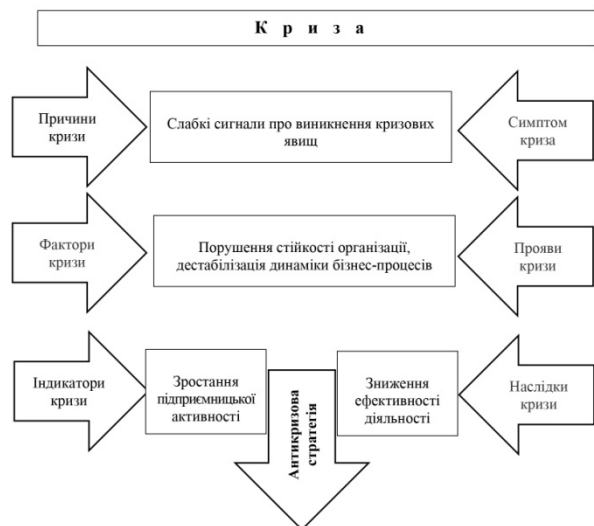 К р и з а
Причини
кризи
Слабкі сигнали про виникнення кризових
явищ
Симптом
криза
Фактори
кризи
Порушення стійкості організації,
дестабілізація динаміки бізнес-процесів
Прояви
кризи
Індикатори
кризи
Зростання
підприємницької
активності
Антикризова
стратегія
Зниження
ефективності
діяльності
Наслідки
кризи